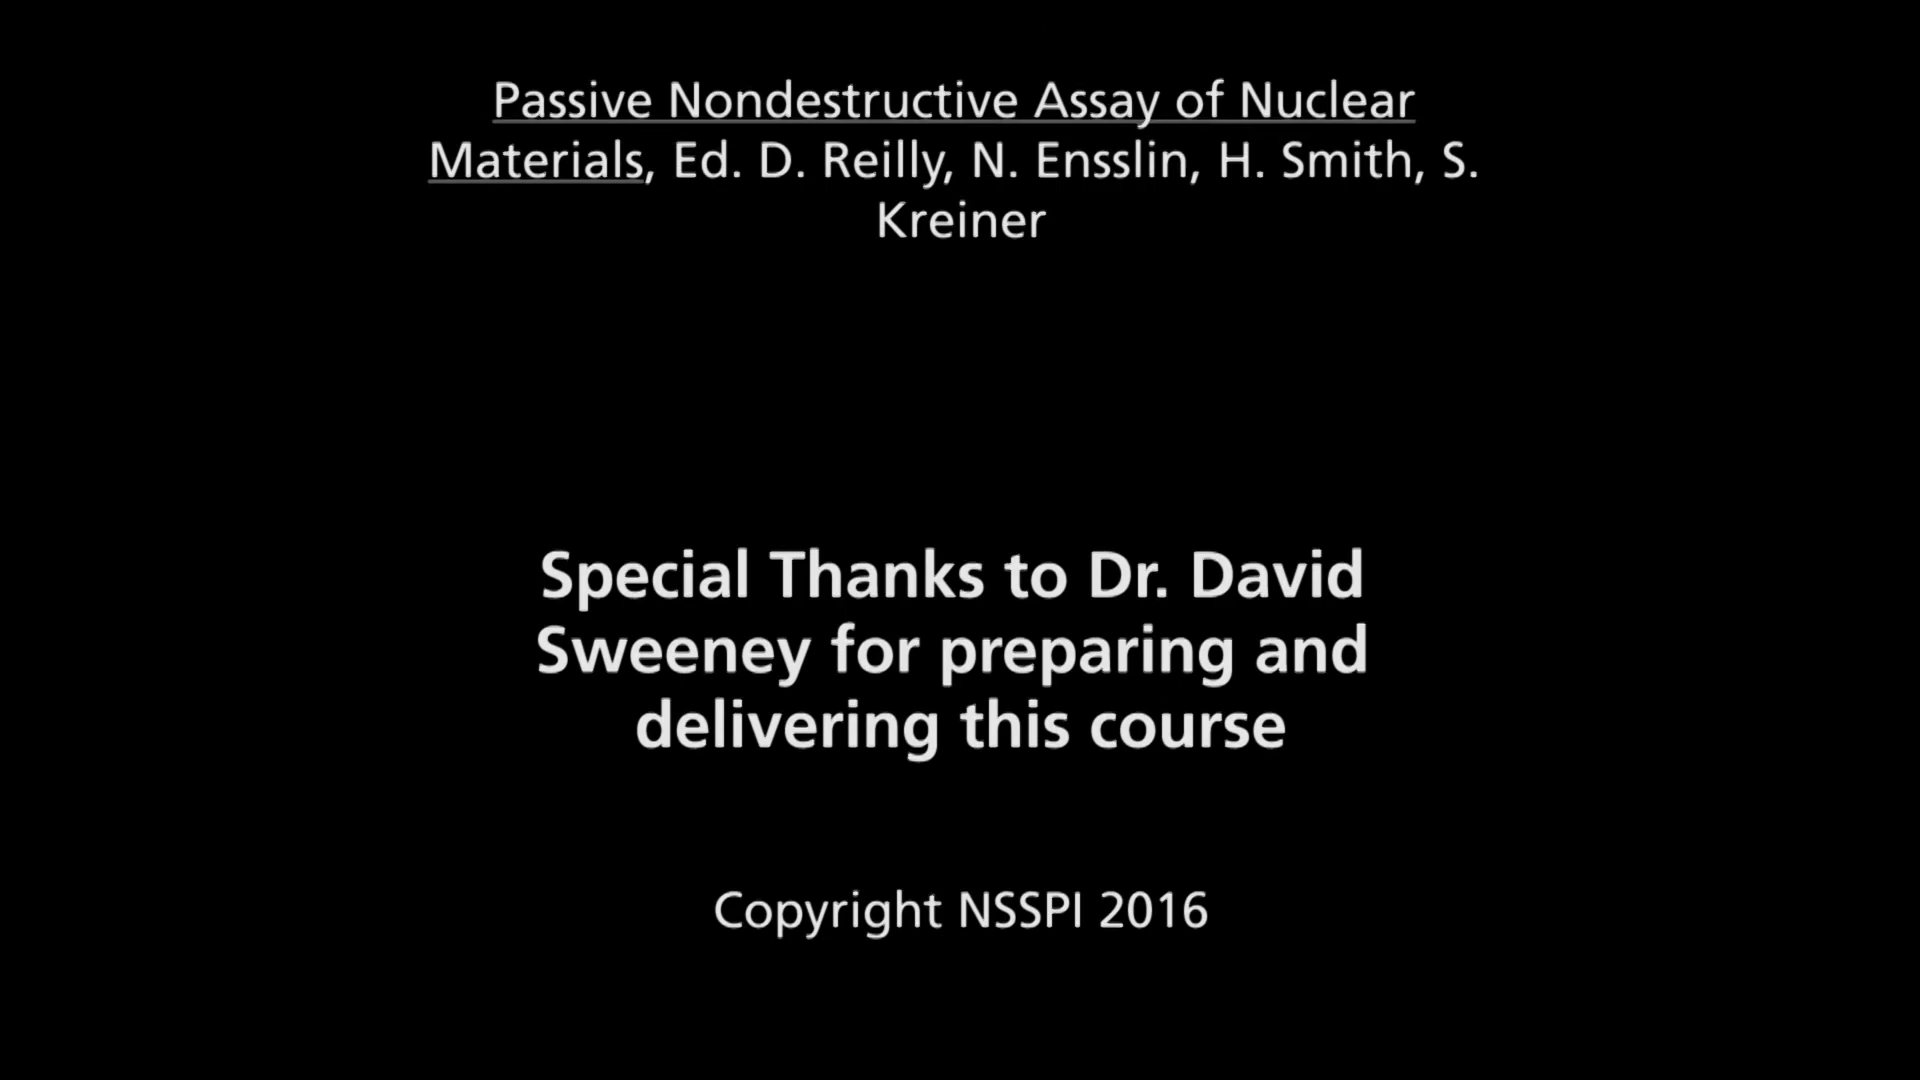 Passive Nondestructive Assay of Nuclear
Materials, Ed. D. Reilly, N. Ensslin, H. Smith, S.
Kreiner
Special Thanks to Dr. David
Sweeney for preparing and
delivering this course
Copyright NSSPI 2016